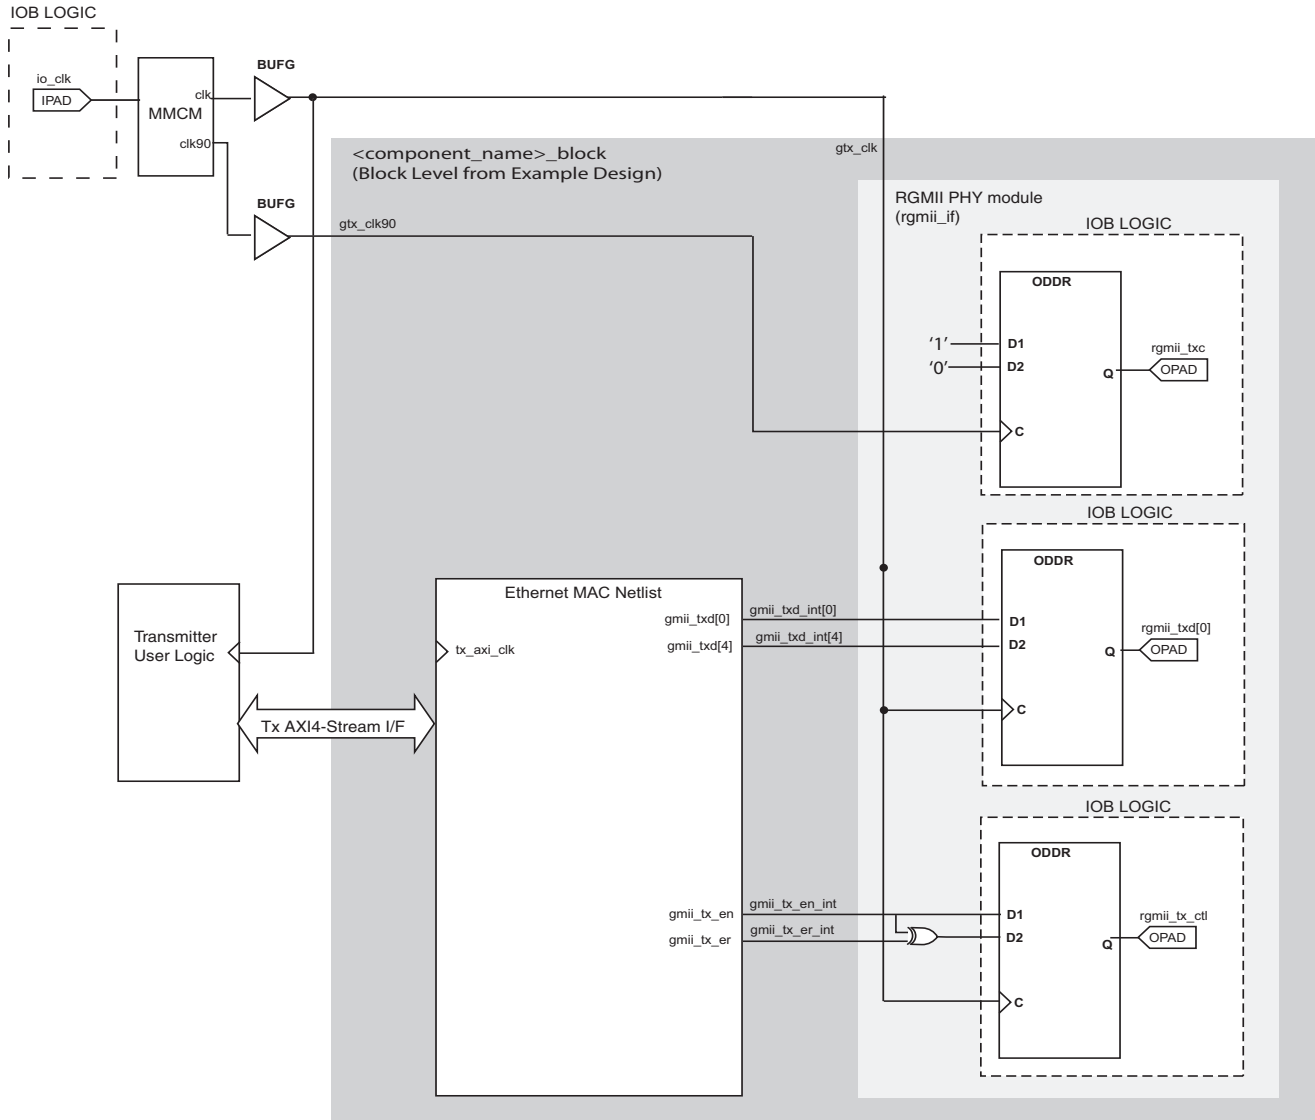 IOB LOGIC
io_clk
IPAD
MMCM
clk
clk90
BUFG
BUFG
gtx_clk90
<component_name>_block
(Block Level from Example Design)
gtx_clk
RGMII PHY module
(rgmii_if)
IOB LOGIC
ODDR
‘1’
‘0’
D1
D2
Q
C
rgmii_txc
OPAD
IOB LOGIC
ODDR
D1
D2
Q
C
rgmii_txd[0]
OPAD
Transmitter
User Logic
Tx AXI4-Stream I/F
Ethernet MAC Netlist
tx_axi_clk
gmii_txd[0]
gmii_txd[4]
gmii_txd_int[0]
gmii_txd_int[4]
gmii_tx_en
gmii_tx_er
gmii_tx_en_int
gmii_tx_er_int
IOB LOGIC
ODDR
D1
D2
Q
C
rgmii_tx_ctl
OPAD